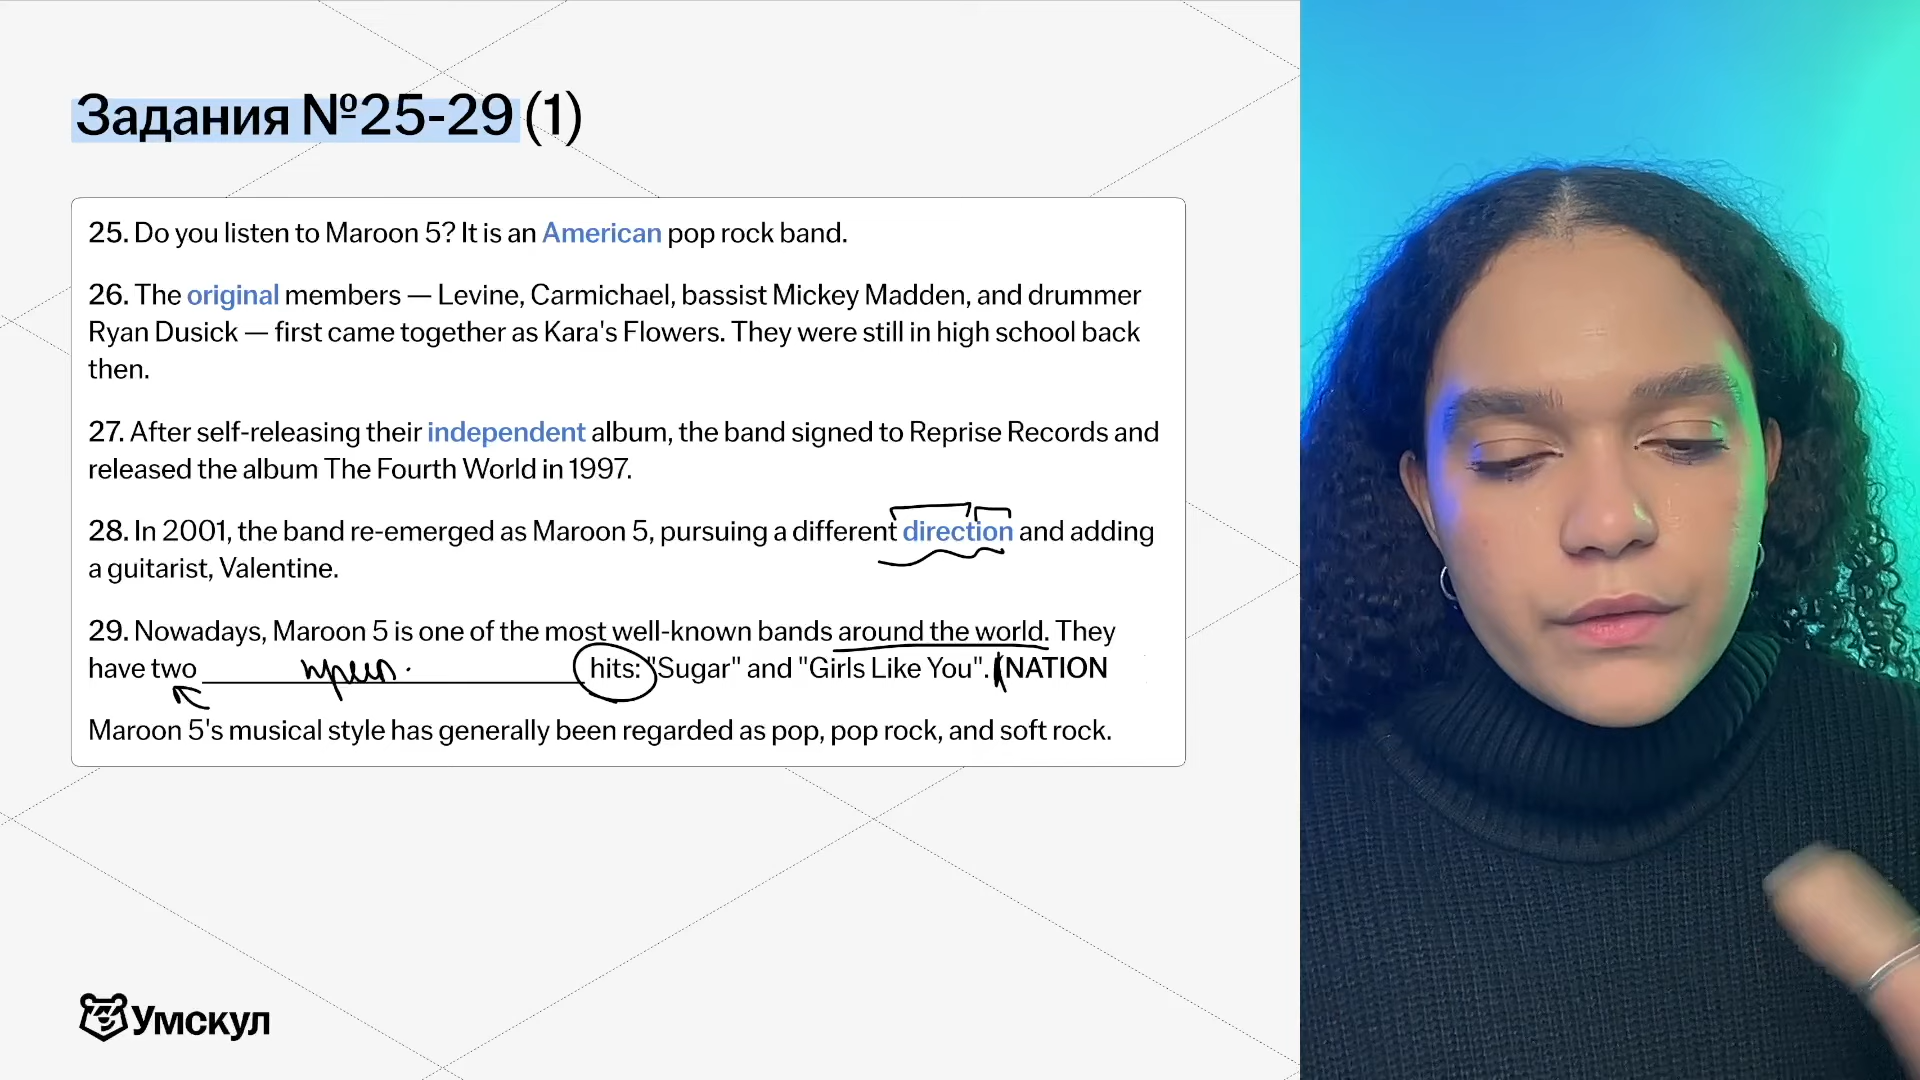 Задания №25-29 (1)
25. Do you listen to Maroon 5? It is an American pop rock band.
26. The original members — Levine, Carmichael, bassist Mickey Madden, and drummer
Ryan Dusick — first came together as Kara's Flowers. They were still in high school back
then.
27. After self-releasing their independent album, the band signed to Reprise Records and
released the album The Fourth World in 1997.
28. In 2001, the band re-emerged as Maroon 5, pursuing a different direction and adding
a guitarist, Valentine.
29. Nowadays, Maroon 5 is one of the most well-known bands around the world. They
have two прил. hits: "Sugar" and "Girls Like You". (NATION
Maroon 5's musical style has generally been regarded as pop, pop rock, and soft rock.
Умскул